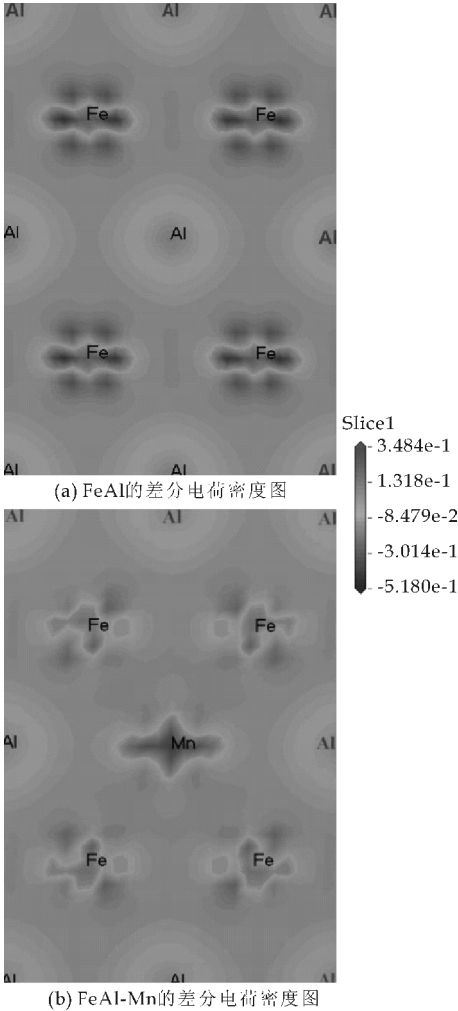 Al Al Al
Fe Fe
Al Al Al
Fe Fe
Al Al Al
(a) FeAl的差分电荷密度图
Slice1
3.484e-1
1.318e-1
-8.479e-2
-3.014e-1
-5.180e-1
Al Al Al
Fe Fe
Al Mn Al
Fe Fe
Al Al Al
(b) FeAl-Mn的差分电荷密度图